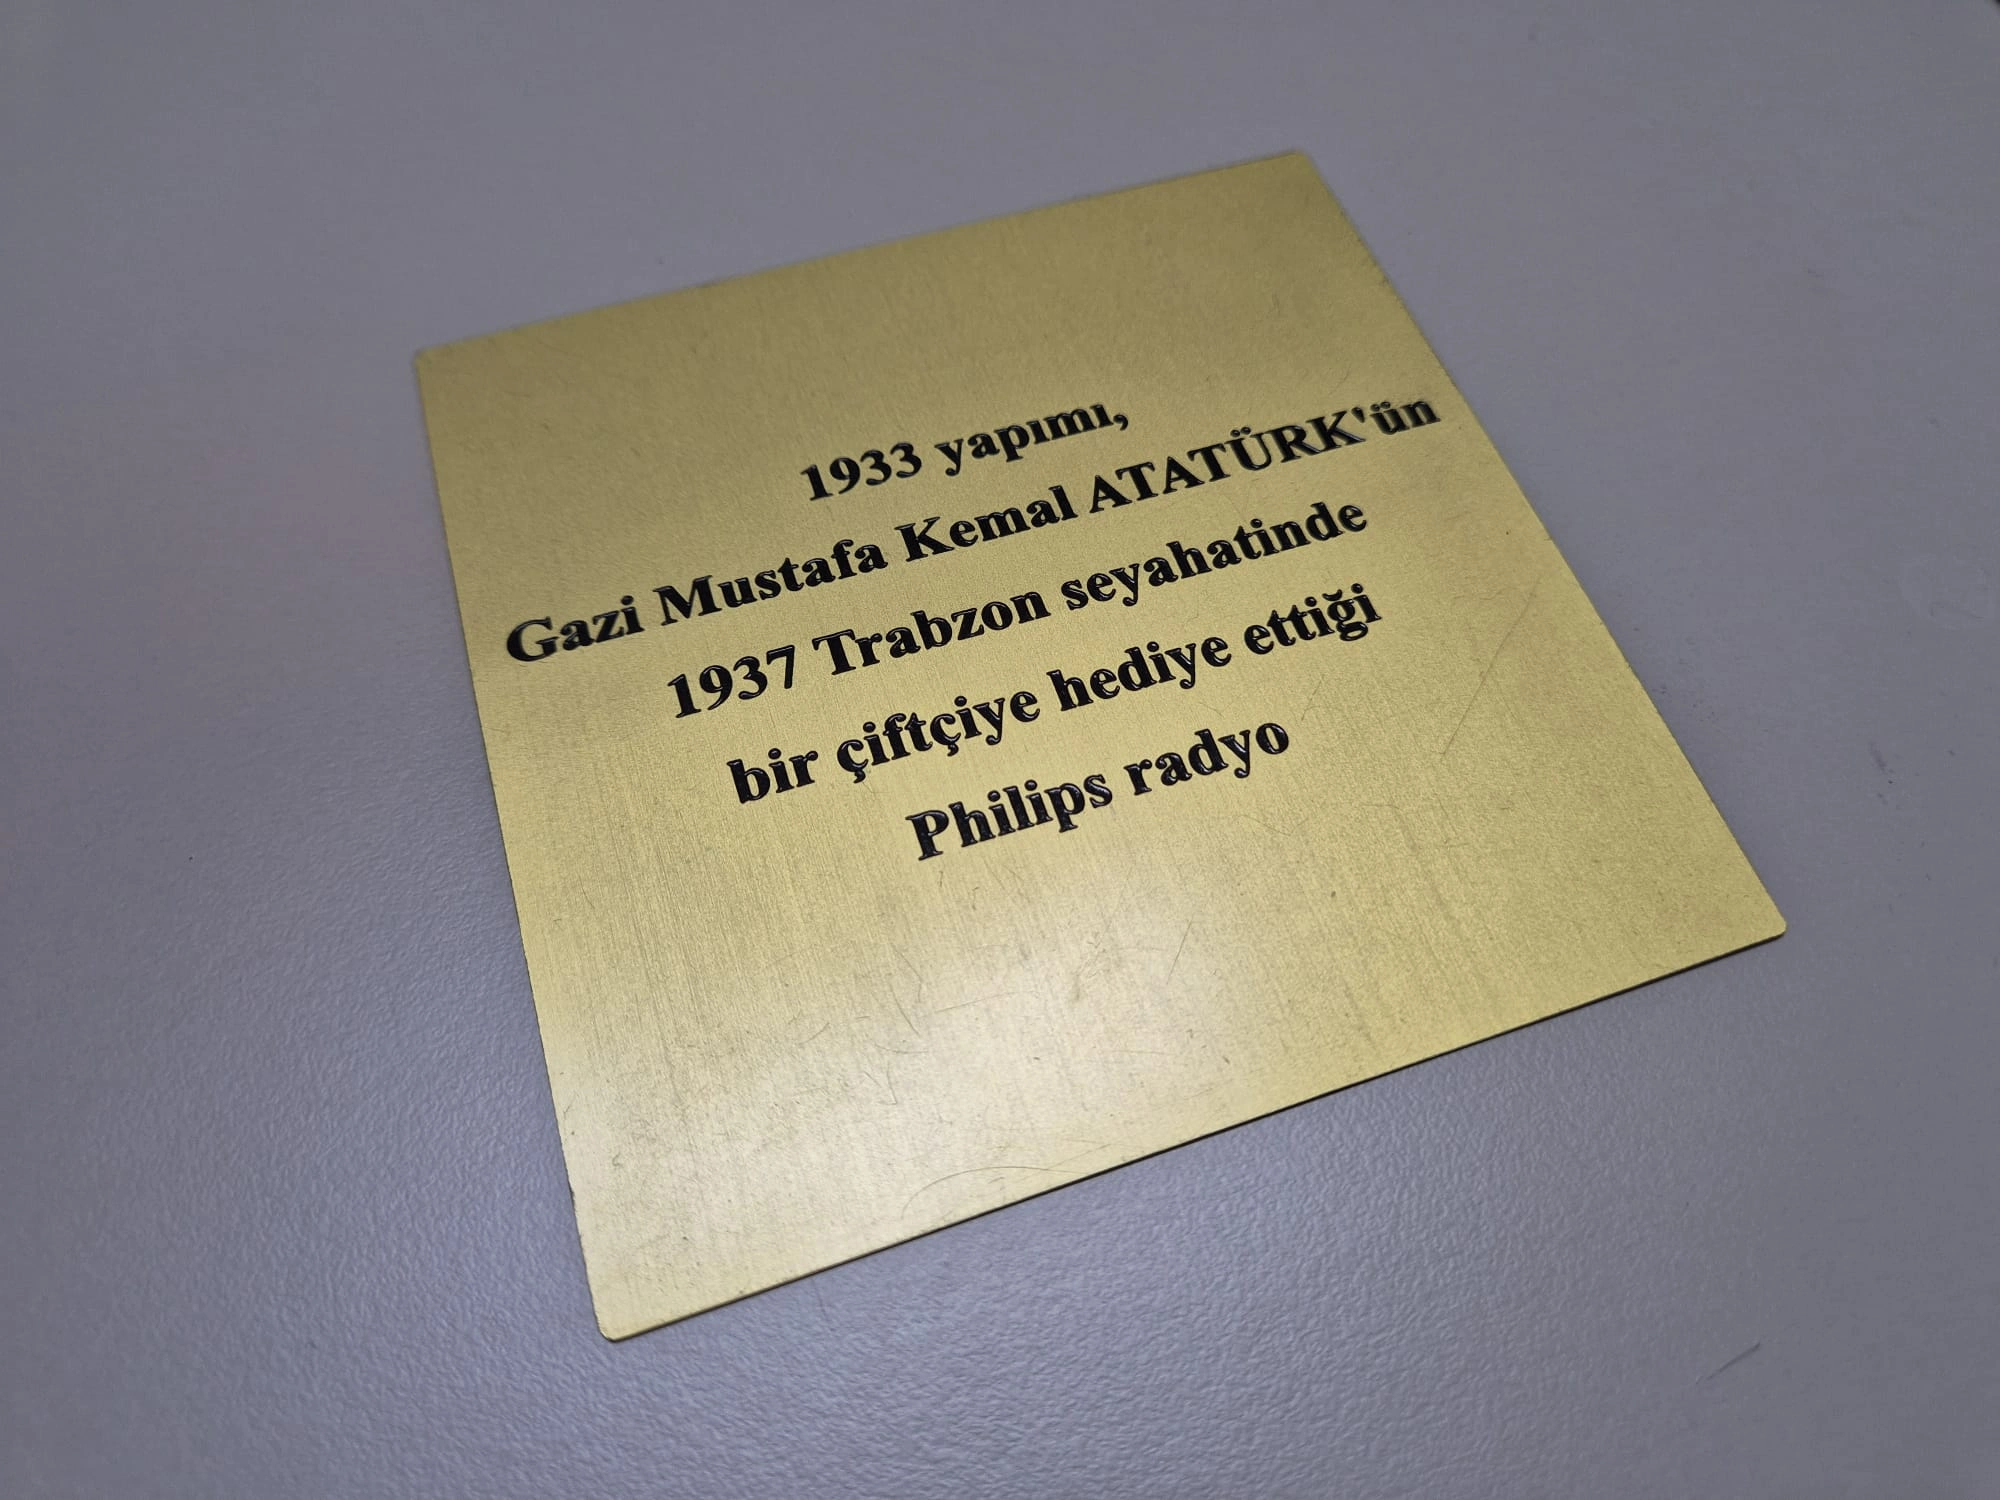 1933 yapımı,
Gazi Mustafa Kemal ATATÜRK'ün
1937 Trabzon seyahatinde
bir çiftçiye hediye ettiği
Philips radyo